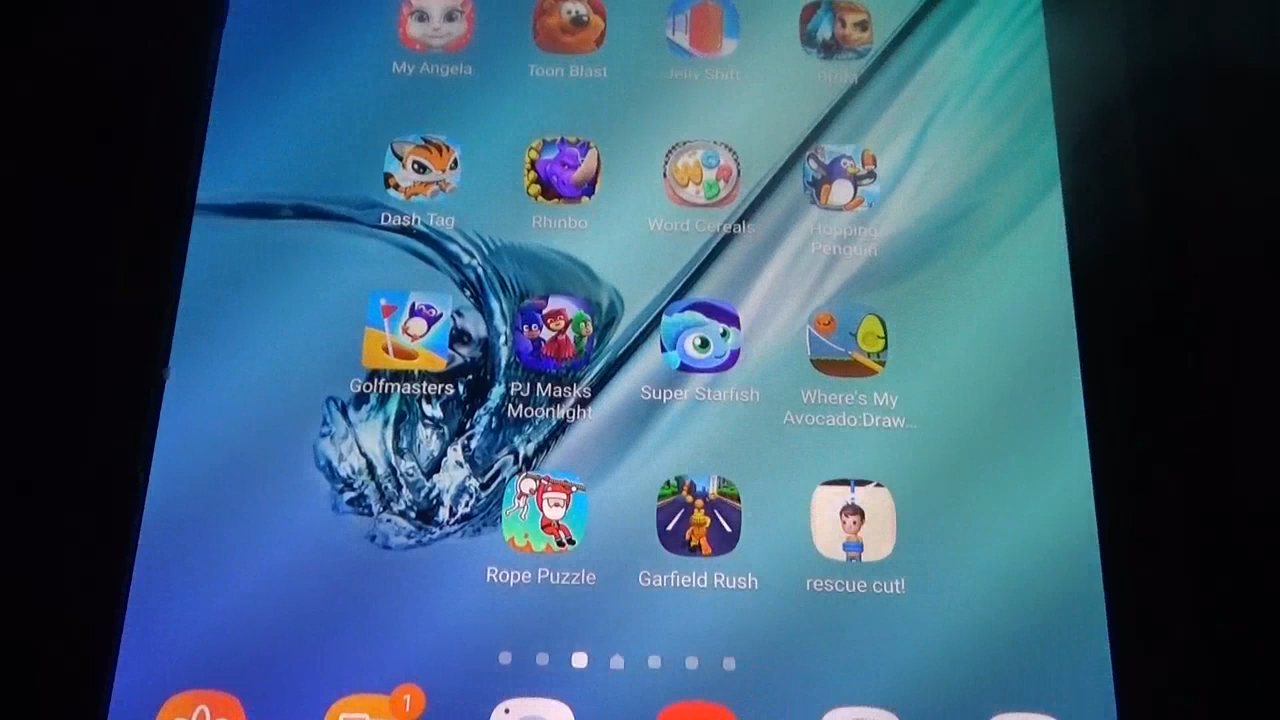 My Angela
Toon Blast
Jelly Shift
Dash Tag
Rhinbo
Word Cereals
Hopping
Penguin
Golfmasters
PJ Masks
Moonlight
Super Starfish
Where's My
Avocado:Draw...
Rope Puzzle
Garfield Rush
rescue cut!
1